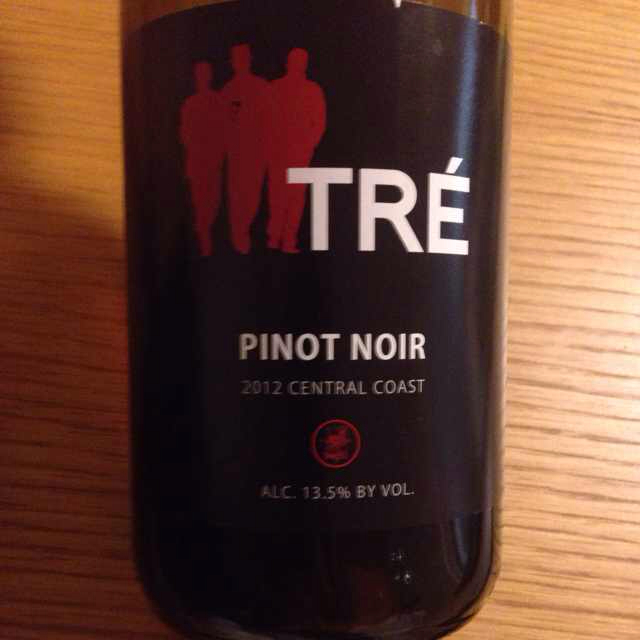 TRÉ
PINOT NOIR
2012 CENTRAL COAST
ALC. 13.5% BY VOL.